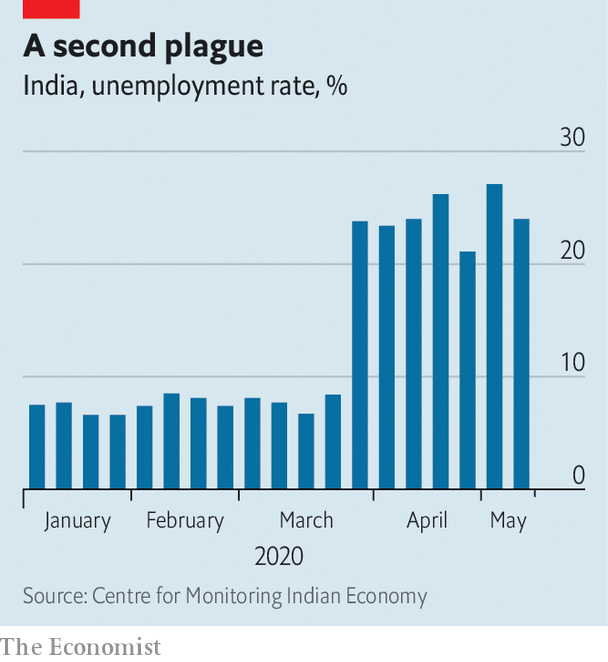 A second plague
India, unemployment rate, %
30
20
10
0
January February March April May
2020
Source: Centre for Monitoring Indian Economy
The Economist